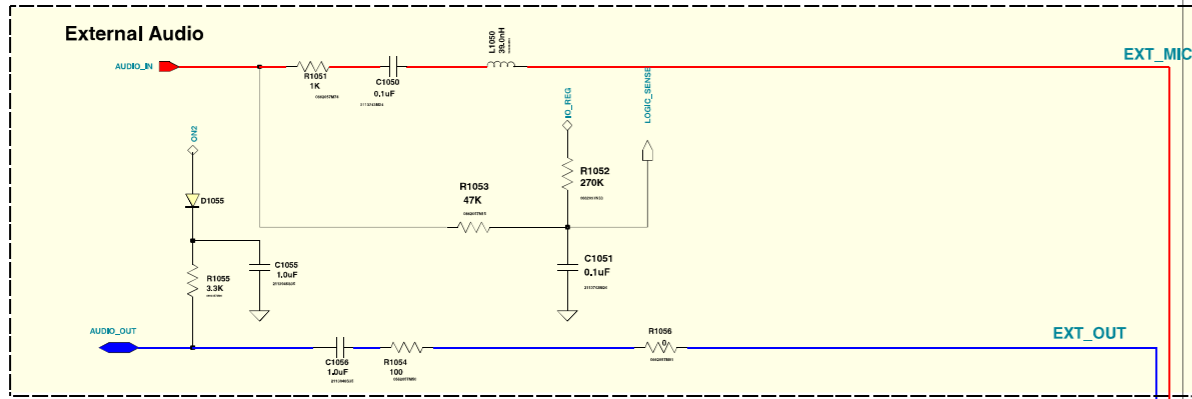 External Audio
AUDIO_IN
R1051
1K
C1050
0.1uF
L1050
39.0nH
EXT_MIC
IO_REG
LOGIC_SENSE
ON2
D1055
R1052
270K
R1053
47K
C1051
0.1uF
C1055
1.0uF
R1055
3.3K
AUDIO_OUT
C1056
1.0uF
R1054
100
R1056
0
EXT_OUT